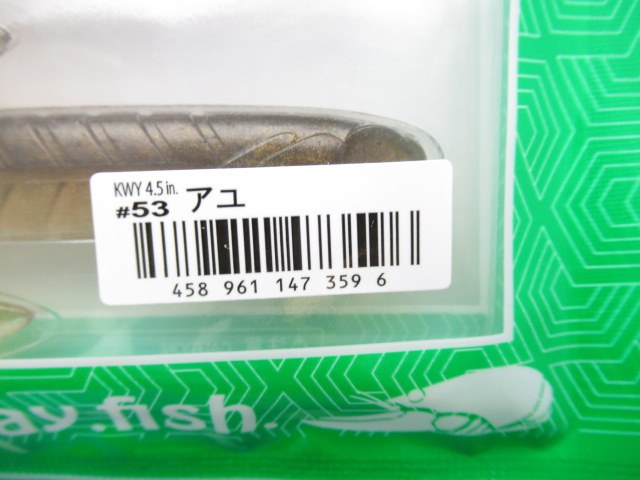 KWY 4.5 in.
#53 アユ
458 961 147 359 6
ay.fish.